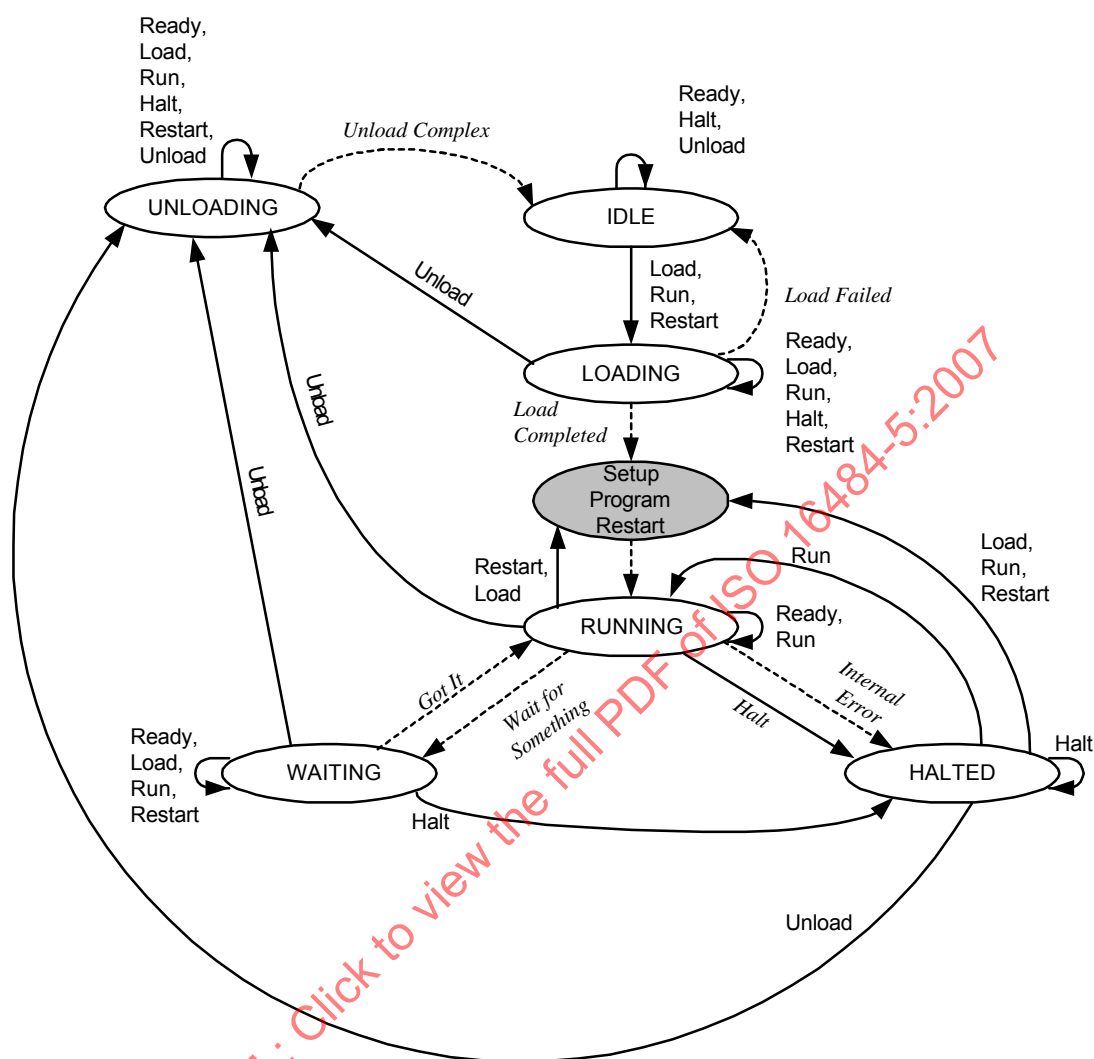 Ready,
Load,
Run,
Halt,
Restart,
Unload
Unload Complex
Ready,
Halt,
Unload
UNLOADING
IDLE
Unload
Load,
Run,
Restart
Load Failed
LOADING
Ready,
Load,
Run,
Halt,
Restart
Load
Completed
Unload
Unload
Setup
Program
Restart
Restart,
Load
Run
Load,
Run,
Restart
RUNNING
Ready,
Run
Got It
Wait for
Something
Halt
Internal
Error
Ready,
Load,
Run,
Restart
WAITING
Halt
HALTED
Halt
Unload
: Click to view the full PDF of ISO 16484-5:2007